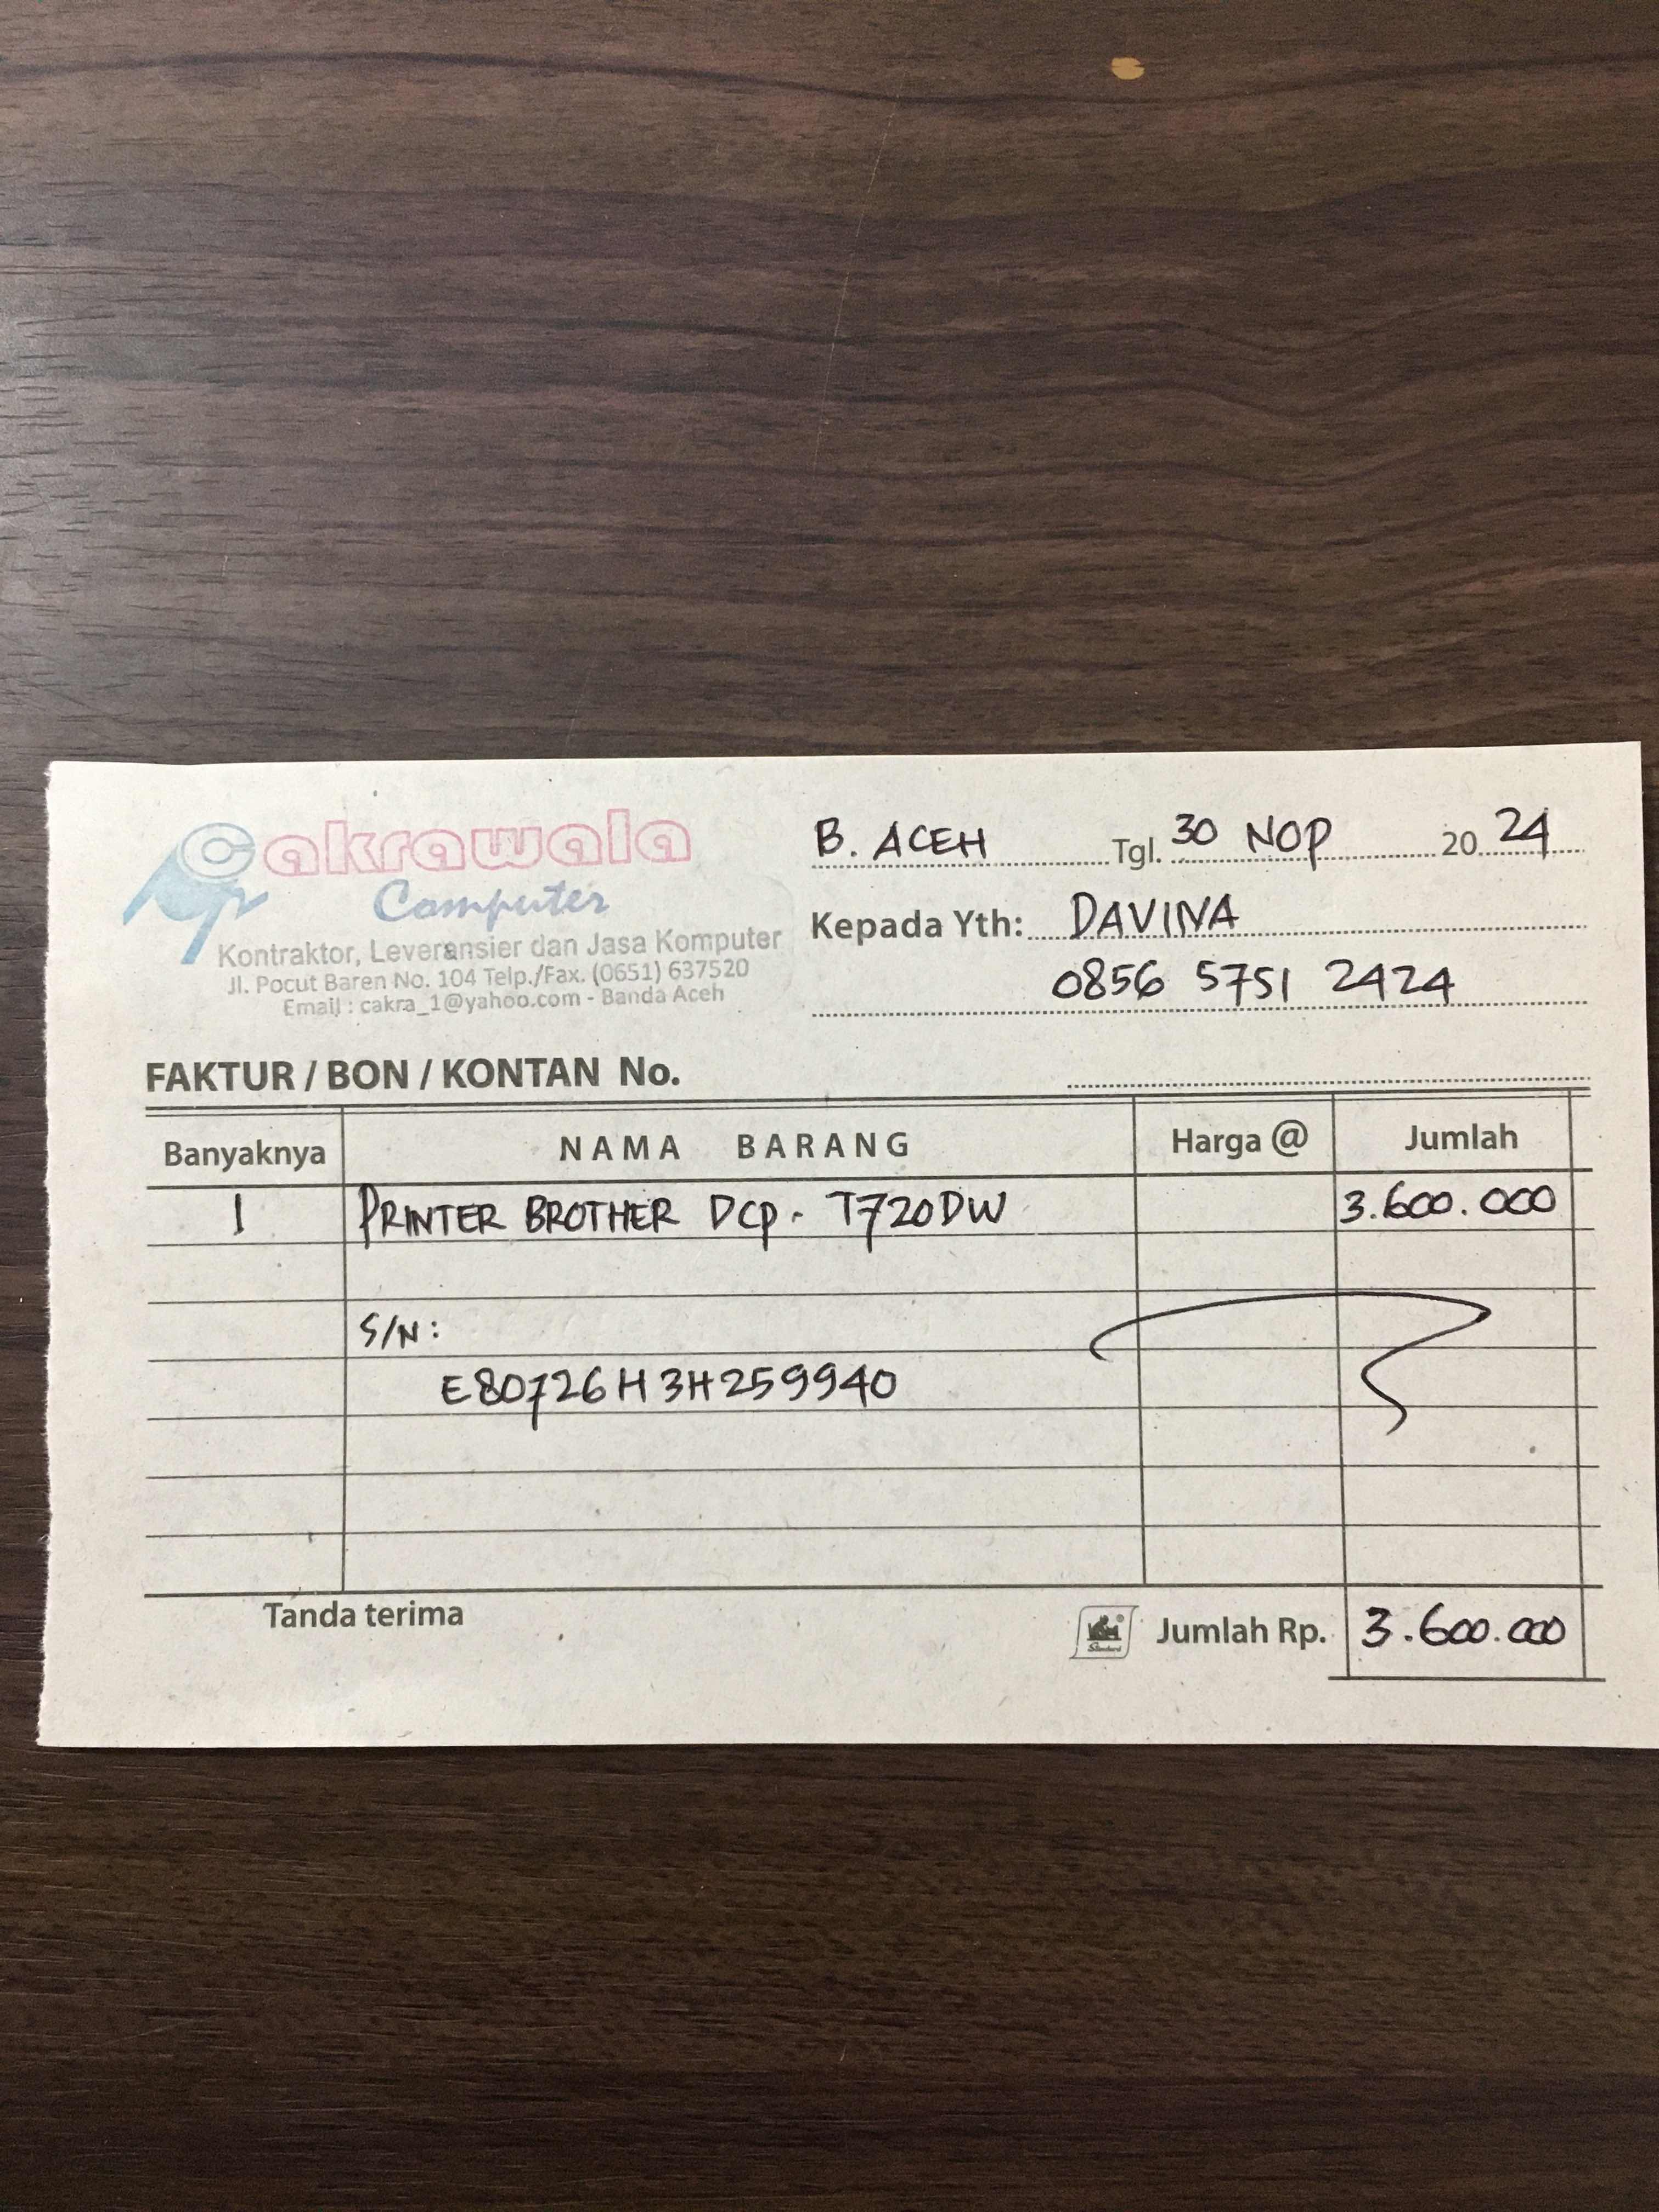 Cakrawala
Computer
Kontraktor, Leveransier dan Jasa Komputer
Jl. Pocut Baren No. 104 Telp./Fax. (0651) 637520
Email : cakra_1@yahoo.com - Banda Aceh
B. ACEH Tgl. 30 NOP 2024
Kepada Yth: DAVINA
0856 5751 2424
FAKTUR / BON / KONTAN No.
Banyaknya NAMA BARANG Harga @ Jumlah
1 PRINTER BROTHER DCP - T720DW 3.600.000
S/N:
E80726H3H259940
Tanda terima Standard Jumlah Rp. 3.600.000